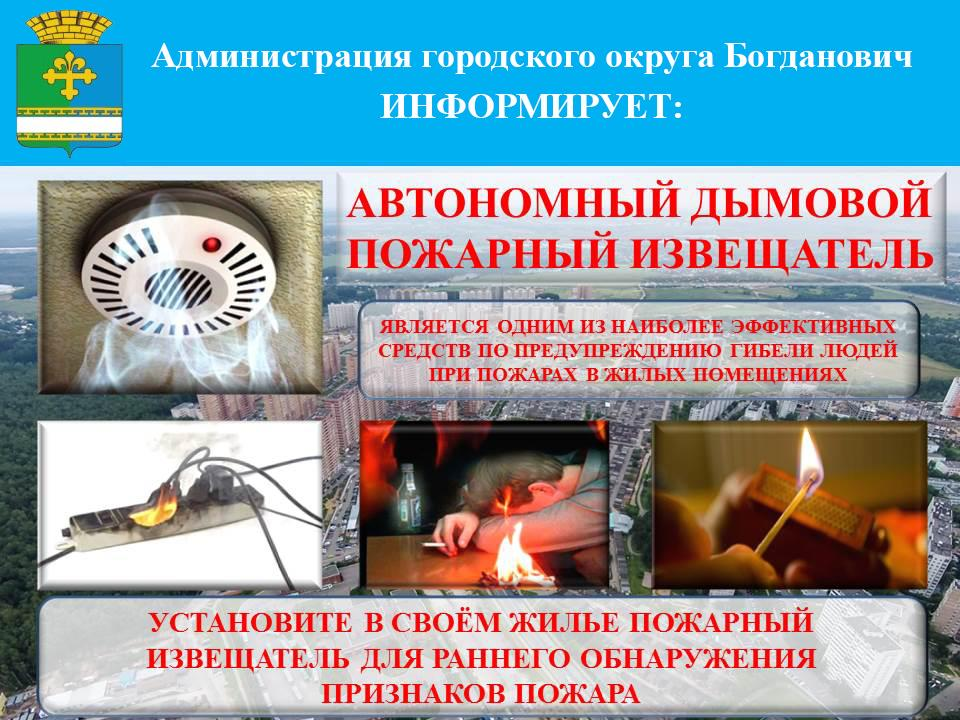 Администрация городского округа Богданович
ИНФОРМИРУЕТ:
АВТОНОМНЫЙ ДЫМОВОЙ
ПОЖАРНЫЙ ИЗВЕЩАТЕЛЬ
ЯВЛЯЕТСЯ ОДНИМ ИЗ НАИБОЛЕЕ ЭФФЕКТИВНЫХ
СРЕДСТВ ПО ПРЕДУПРЕЖДЕНИЮ ГИБЕЛИ ЛЮДЕЙ
ПРИ ПОЖАРАХ В ЖИЛЫХ ПОМЕЩЕНИЯХ
УСТАНОВИТЕ В СВОЁМ ЖИЛЬЕ ПОЖАРНЫЙ
ИЗВЕЩАТЕЛЬ ДЛЯ РАННЕГО ОБНАРУЖЕНИЯ
ПРИЗНАКОВ ПОЖАРА